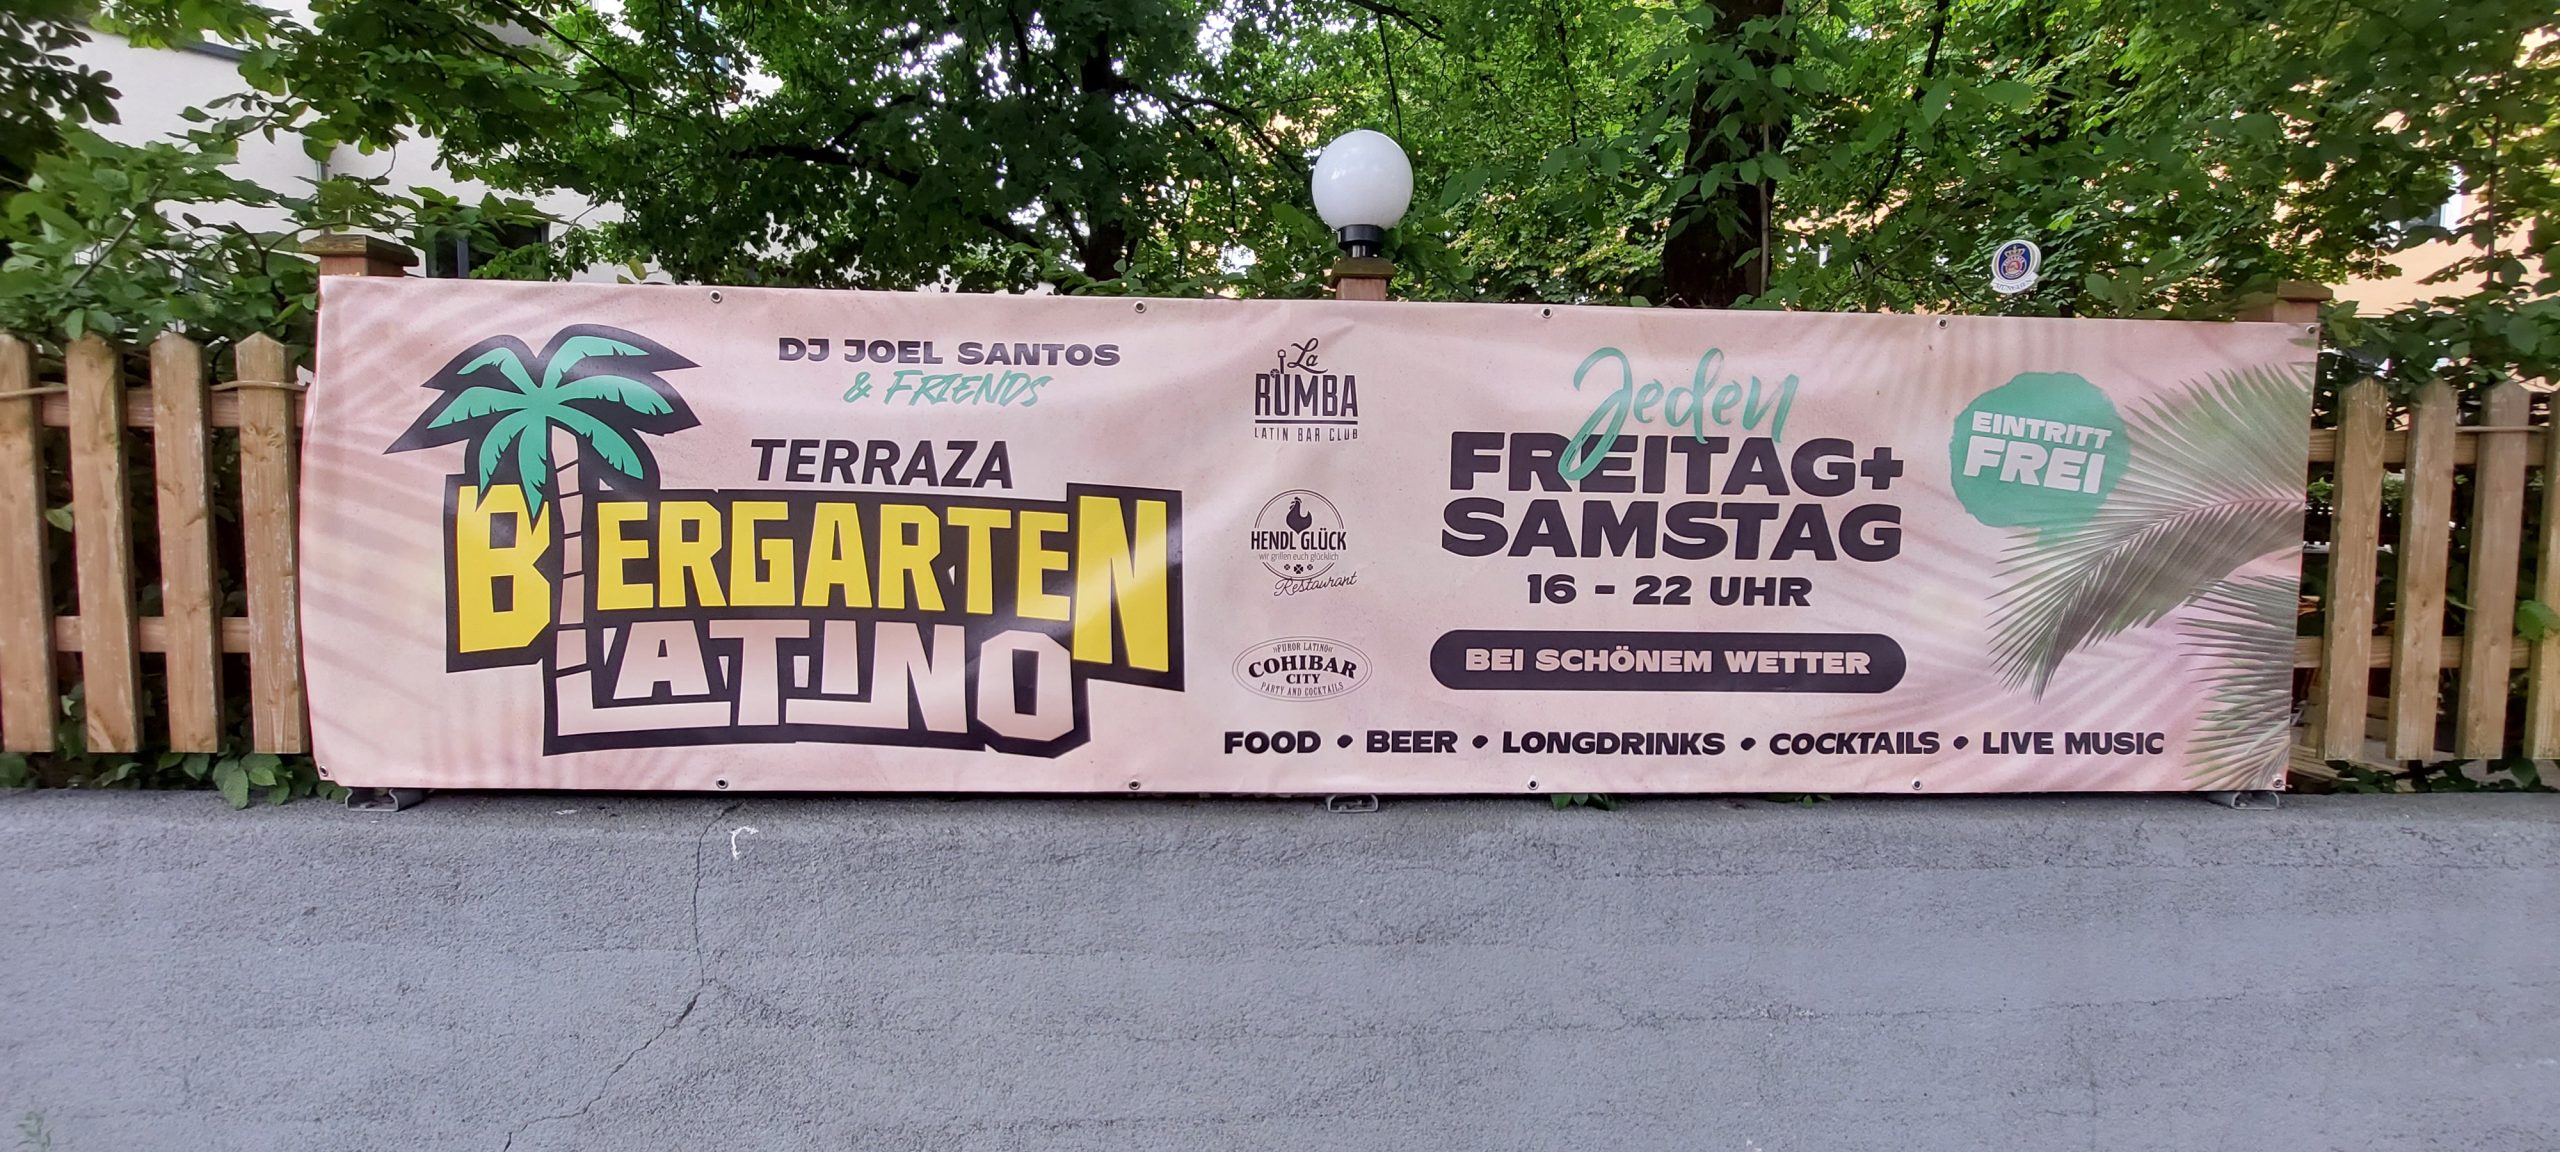 DJ JOEL SANTOS
& FRIENDS
TERRAZA
BIERGARTEN
LATINO
La
RUMBA
LATIN BAR CLUB
HENDL GLÜCK
wir grillen euch glücklich
Restaurant
»FUROR LATINO«
COHIBAR
CITY
PARTY AND COCKTAILS
Jeden
FREITAG+
SAMSTAG
16 - 22 UHR
BEI SCHÖNEM WETTER
EINTRITT
FREI
FOOD • BEER • LONGDRINKS • COCKTAILS • LIVE MUSIC
MÜNCHEN